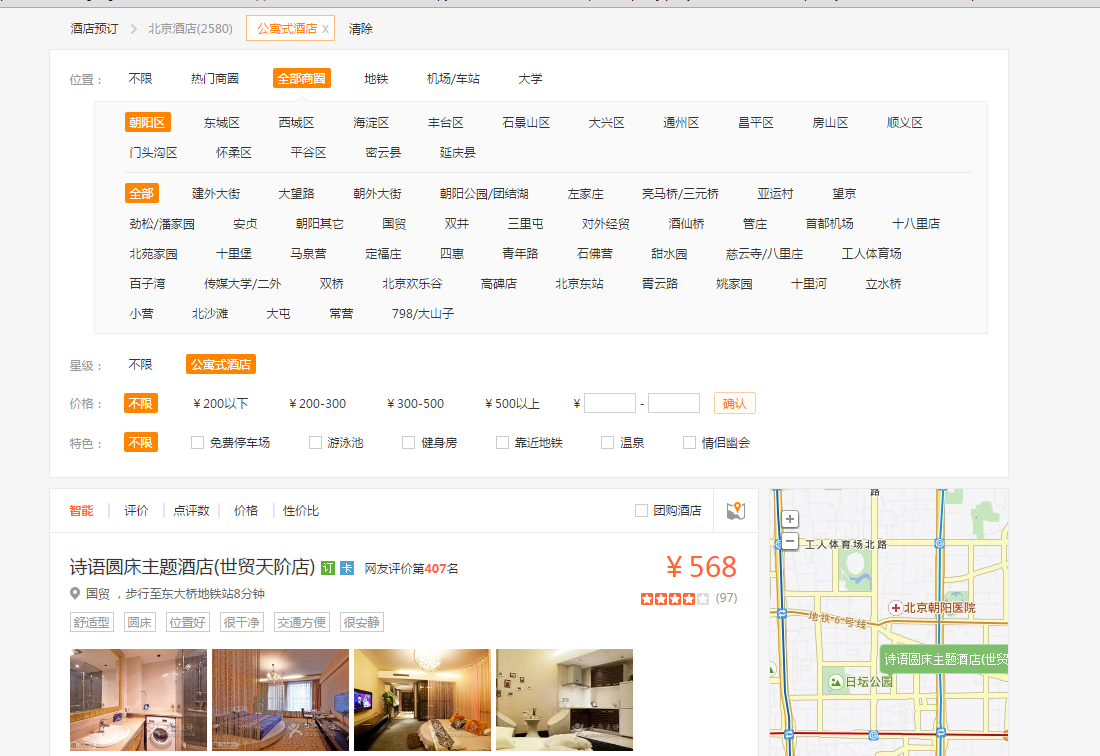 酒店预订 北京酒店(2580) 公寓式酒店 x 清除
位置： 不限 热门商圈 全部商圈 地铁 机场/车站 大学
朝阳区 东城区 西城区 海淀区 丰台区 石景山区 大兴区 通州区 昌平区 房山区 顺义区
门头沟区 怀柔区 平谷区 密云县 延庆县
全部 建外大街 大望路 朝外大街 朝阳公园/团结湖 左家庄 亮马桥/三元桥 亚运村 望京
劲松/潘家园 安贞 朝阳其它 国贸 双井 三里屯 对外经贸 酒仙桥 管庄 首都机场 十八里店
北苑家园 十里堡 马泉营 定福庄 四惠 青年路 石佛营 甜水园 慈云寺/八里庄 工人体育场
百子湾 传媒大学/二外 双桥 北京欢乐谷 高碑店 北京东站 霄云路 姚家园 十里河 立水桥
小营 北沙滩 大屯 常营 798/大山子
星级： 不限 公寓式酒店
价格： 不限 ¥200以下 ¥200-300 ¥300-500 ¥500以上 ¥ - 确认
特色： 不限 免费停车场 游泳池 健身房 靠近地铁 温泉 情侣幽会
智能 评价 点评数 价格 性价比 团购酒店
诗语圆床主题酒店(世贸天阶店) 订 卡 网友评价第407名 ¥568
国贸 ，步行至东大桥地铁站8分钟 (97)
舒适型 圆床 位置好 很干净 交通方便 很安静
路
工人体育场北路
北京朝阳医院
地铁6号线
诗语圆床主题酒店(世贸
日坛公园